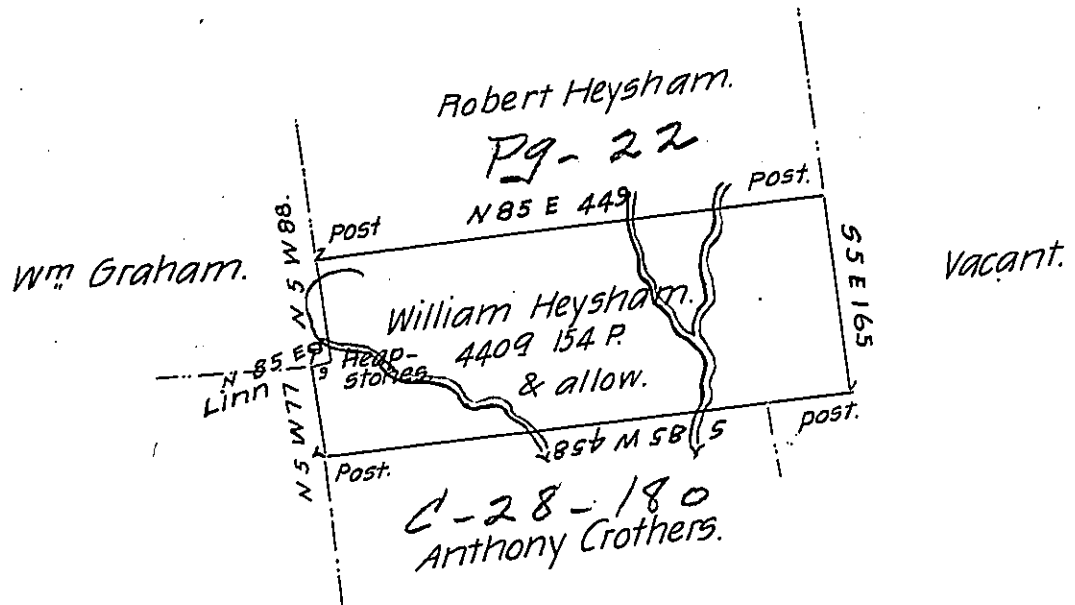 Robert Heysham.
Pg - 22
N 85 E 449
Post.
Post
N 5 W 88.
Wm Graham.
S 5 E 165
Vacant.
William Heysham.
440a 154 P.
& allow.
N 85 E 9
Heap-
stones
Linn
N 5 W 77
S 85 W 458
Post.
Post.
C - 28 - 180
Anthony Crothers.